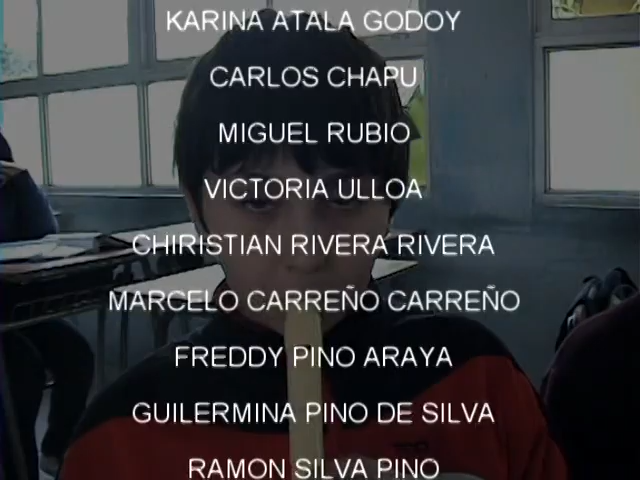 KARINA ATALA GODOY
CARLOS CHAPU
MIGUEL RUBIO
VICTORIA ULLOA
CHIRISTIAN RIVERA RIVERA
MARCELO CARREÑO CARREÑO
FREDDY PINO ARAYA
GUILERMINA PINO DE SILVA
RAMON SILVA PINO